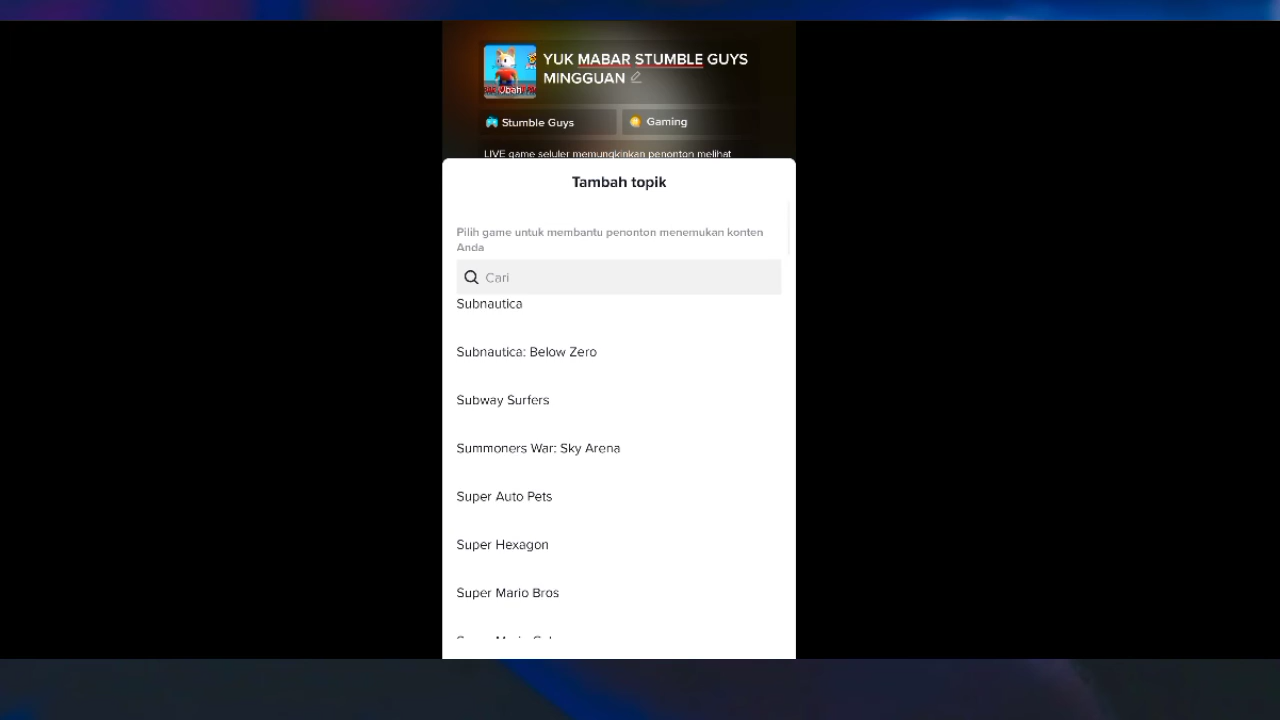 YUK MABAR STUMBLE GUYS
MINGGUAN
Ubah
Stumble Guys
Gaming
LIVE game seluler memungkinkan penonton melihat
Tambah topik
Pilih game untuk membantu penonton menemukan konten
Anda
Cari
Subnautica
Subnautica: Below Zero
Subway Surfers
Summoners War: Sky Arena
Super Auto Pets
Super Hexagon
Super Mario Bros